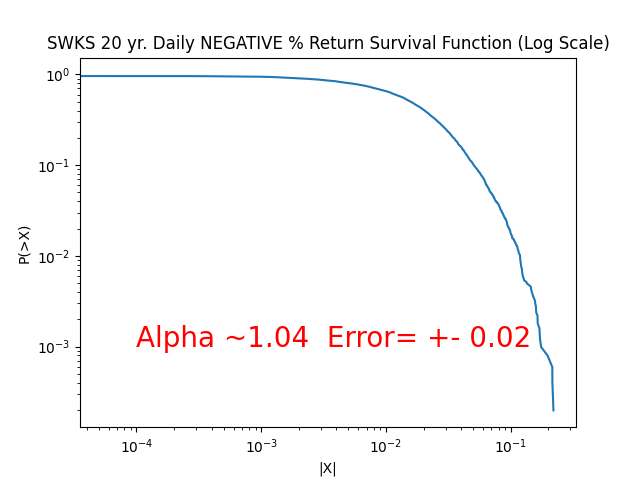 SWKS 20 yr. Daily NEGATIVE % Return Survival Function (Log Scale)
10⁰
10⁻¹
10⁻²
10⁻³
P(>X)
Alpha ~1.04  Error= +- 0.02
10⁻⁴
10⁻³
10⁻²
10⁻¹
|X|